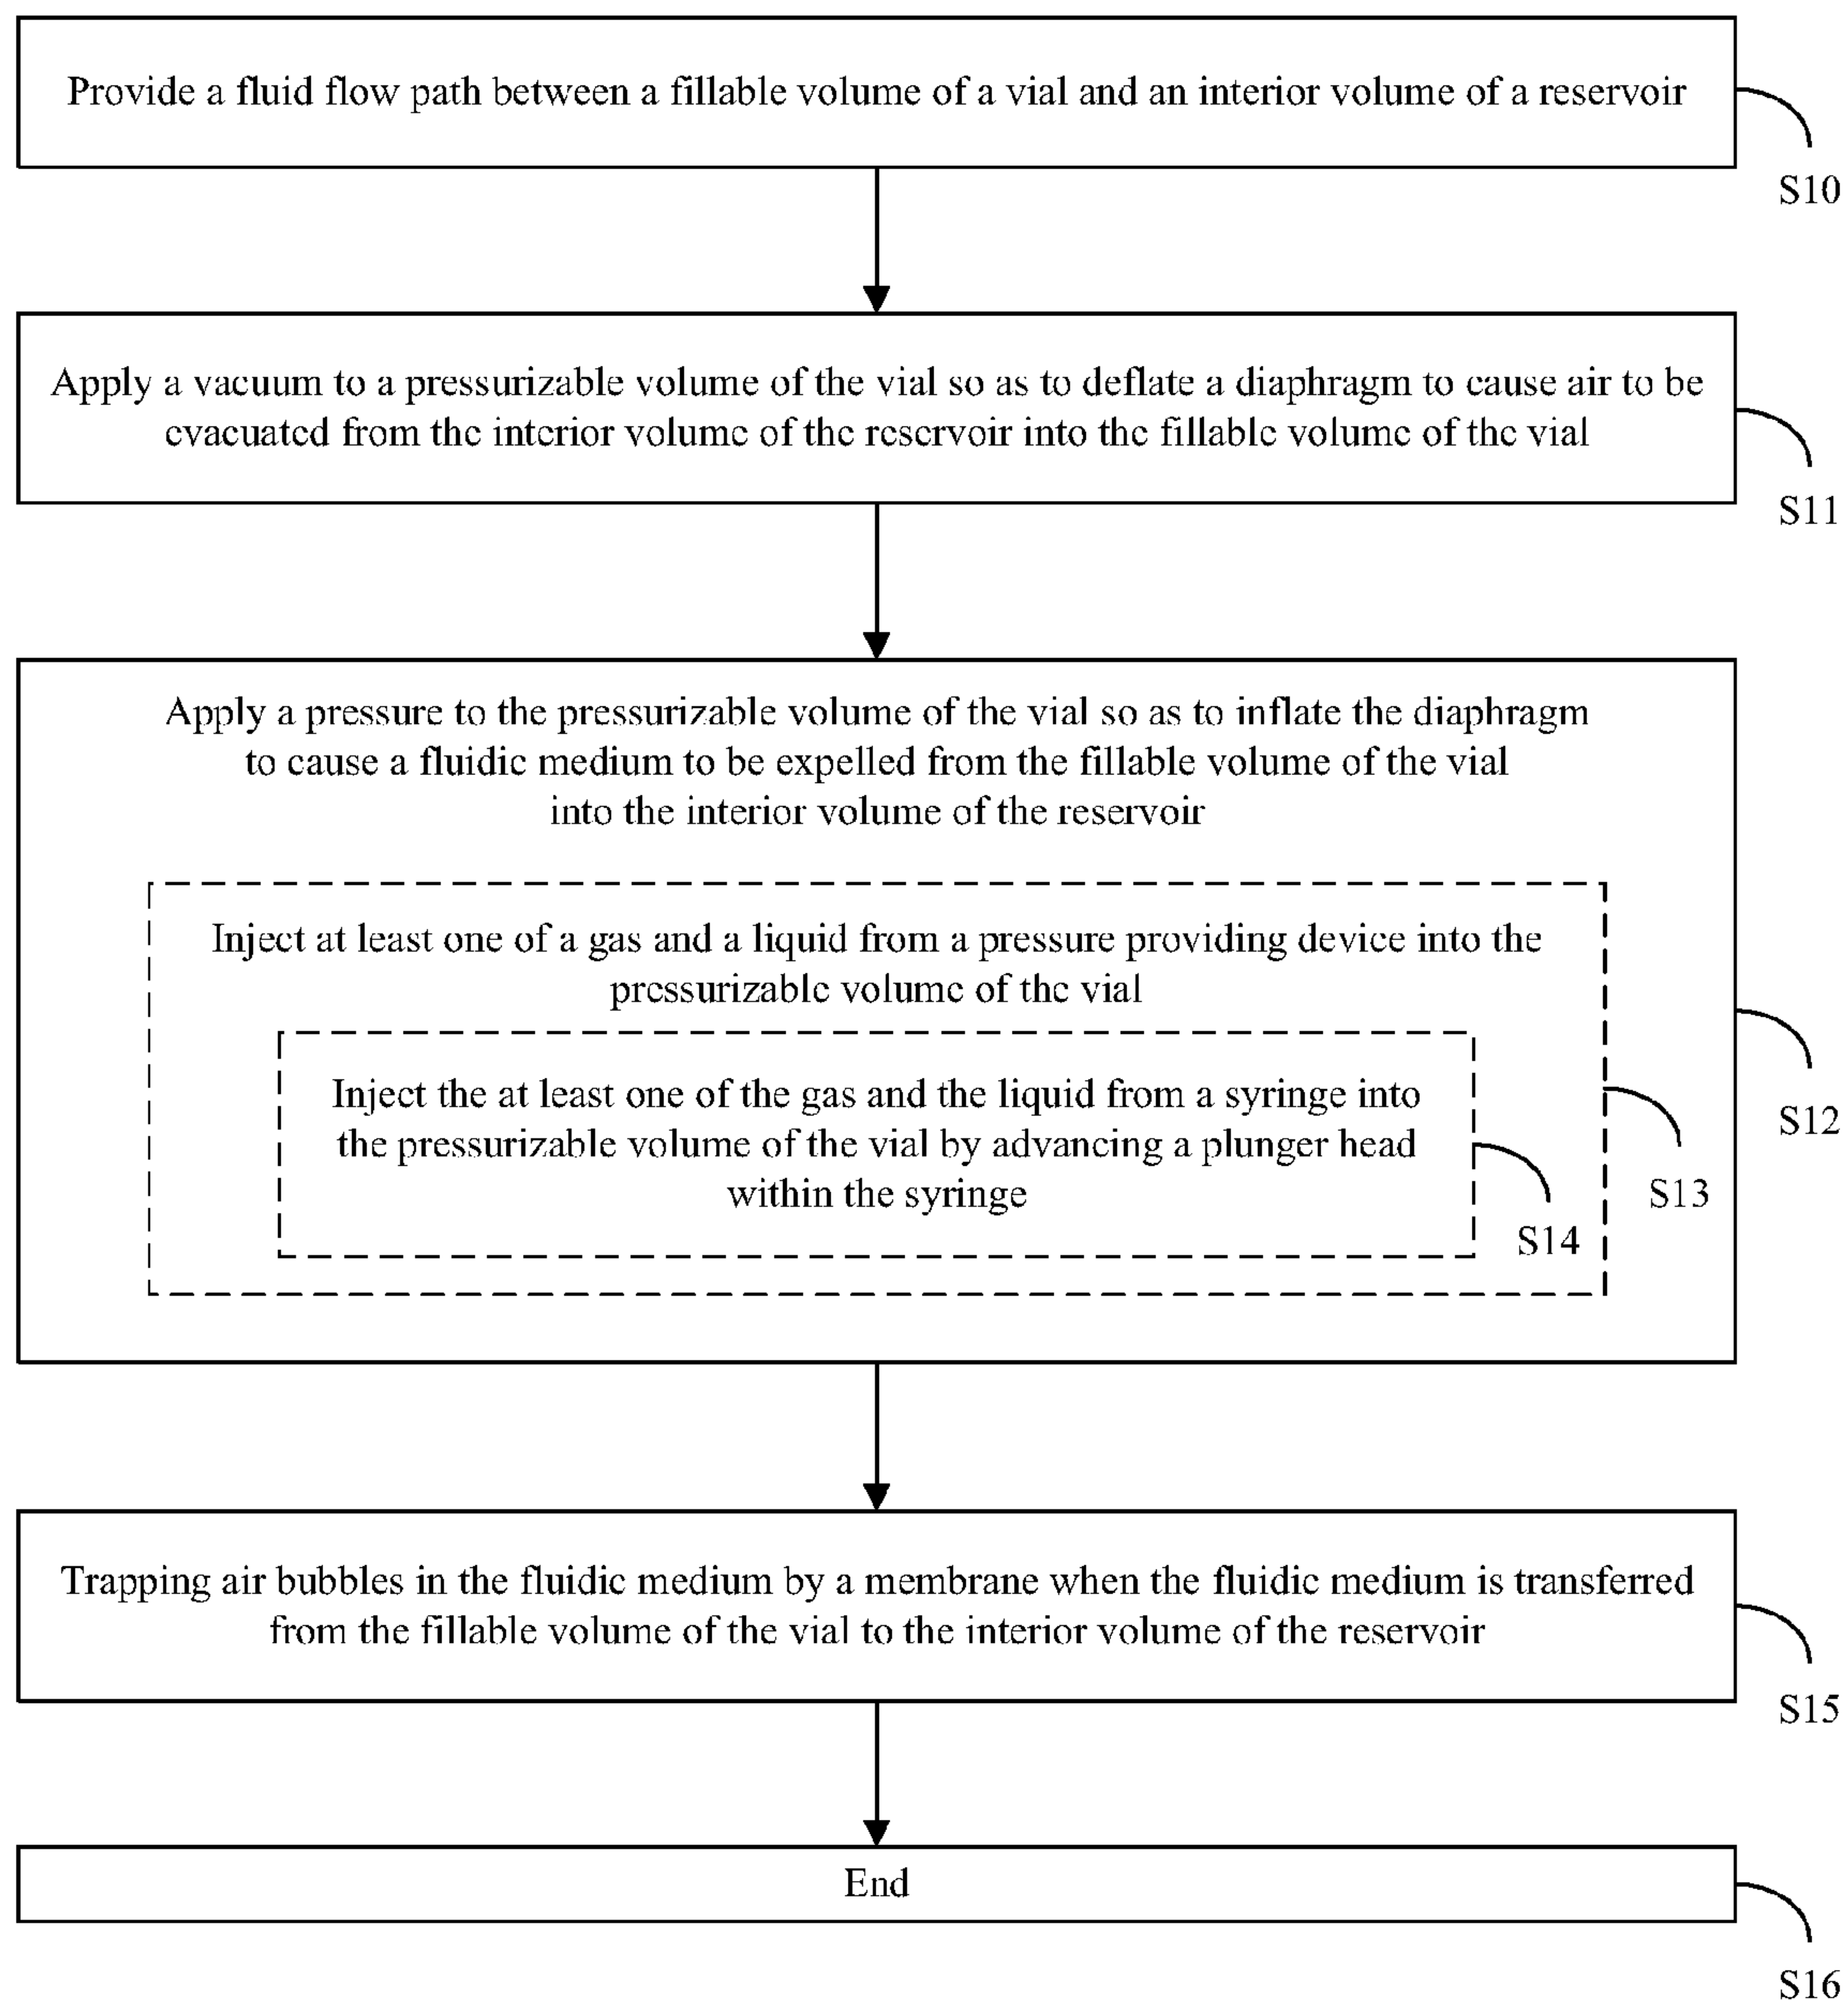 Provide a fluid flow path between a fillable volume of a vial and an interior volume of a reservoir
S10
Apply a vacuum to a pressurizable volume of the vial so as to deflate a diaphragm to cause air to be
evacuated from the interior volume of the reservoir into the fillable volume of the vial
S11
Apply a pressure to the pressurizable volume of the vial so as to inflate the diaphragm
to cause a fluidic medium to be expelled from the fillable volume of the vial
into the interior volume of the reservoir
Inject at least one of a gas and a liquid from a pressure providing device into the
pressurizable volume of the vial
Inject the at least one of the gas and the liquid from a syringe into
the pressurizable volume of the vial by advancing a plunger head
within the syringe
S12
S13
S14
Trapping air bubbles in the fluidic medium by a membrane when the fluidic medium is transferred
from the fillable volume of the vial to the interior volume of the reservoir
S15
End
S16